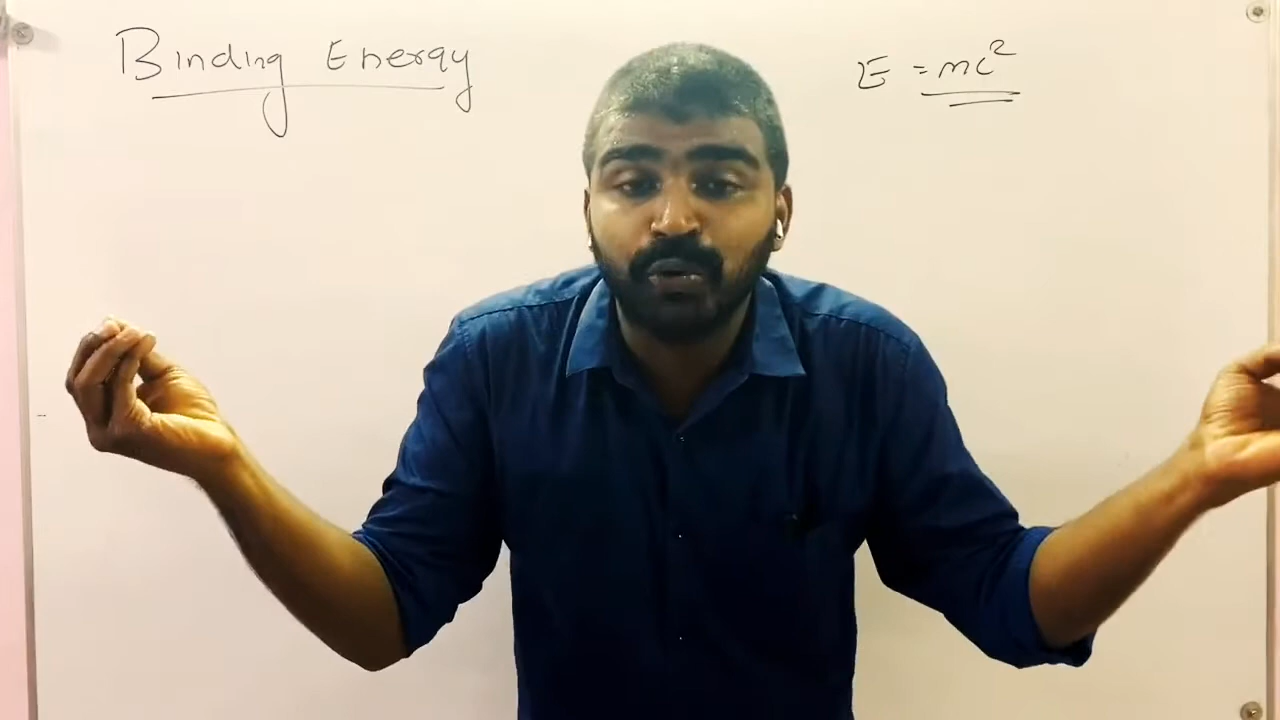 Binding Energy
E = mc²